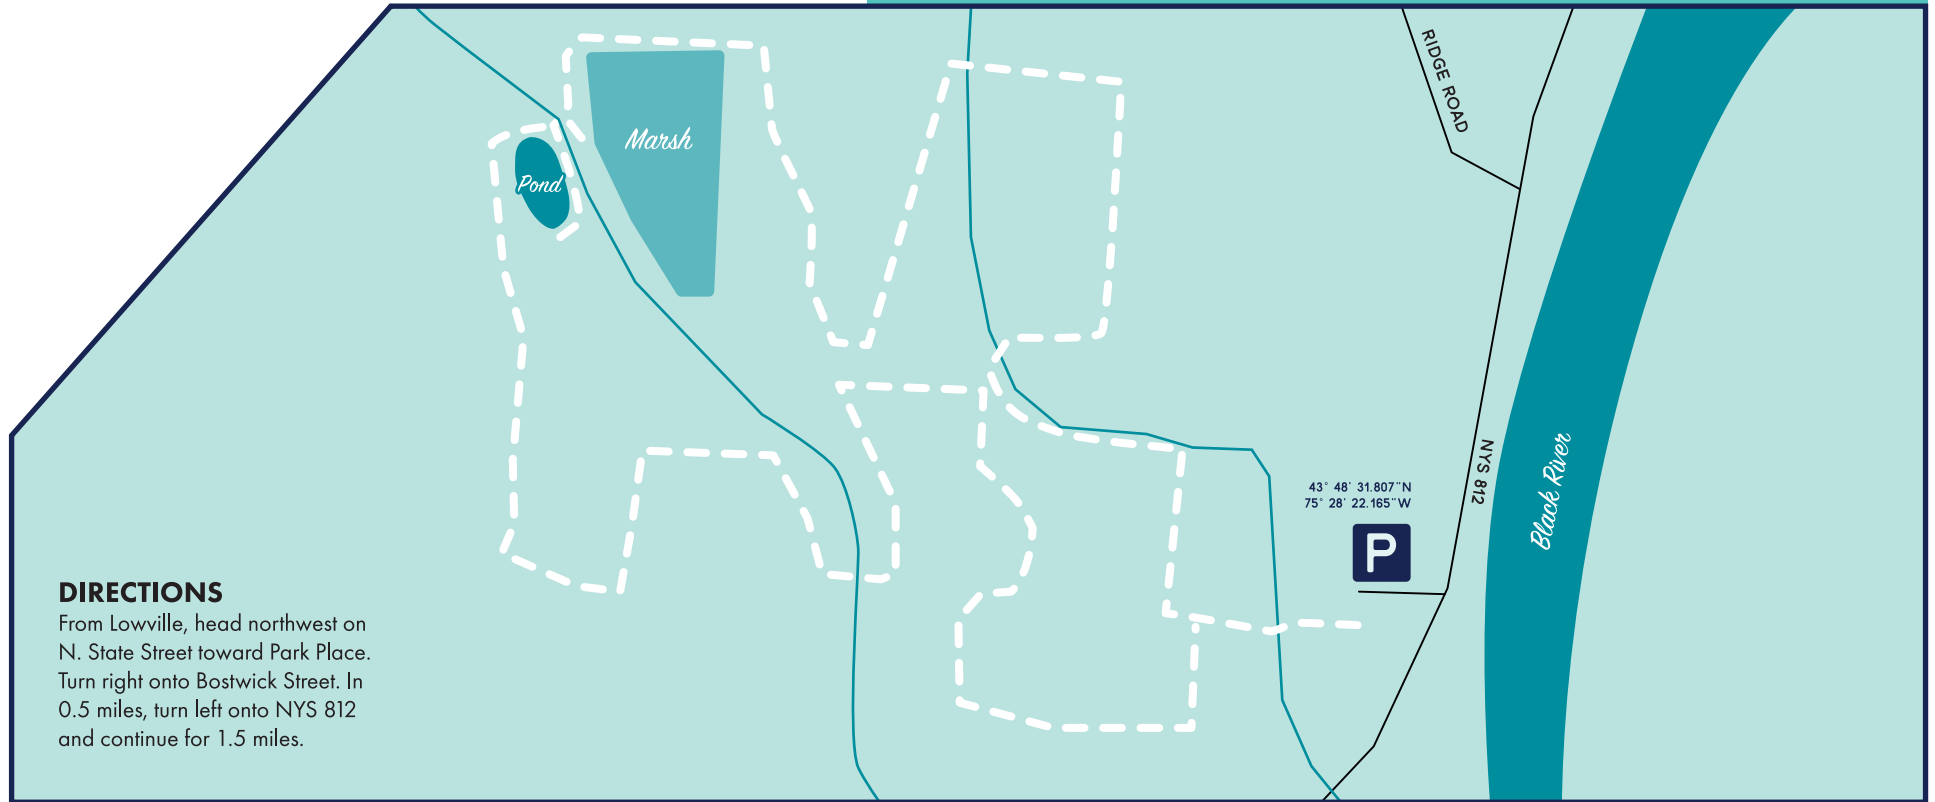 RIDGE ROAD
Marsh
Pond
NYS 812
Black River
43° 48' 31.807"N
75° 28' 22.165"W
P
DIRECTIONS
From Lowville, head northwest on
N. State Street toward Park Place.
Turn right onto Bostwick Street. In
0.5 miles, turn left onto NYS 812
and continue for 1.5 miles.